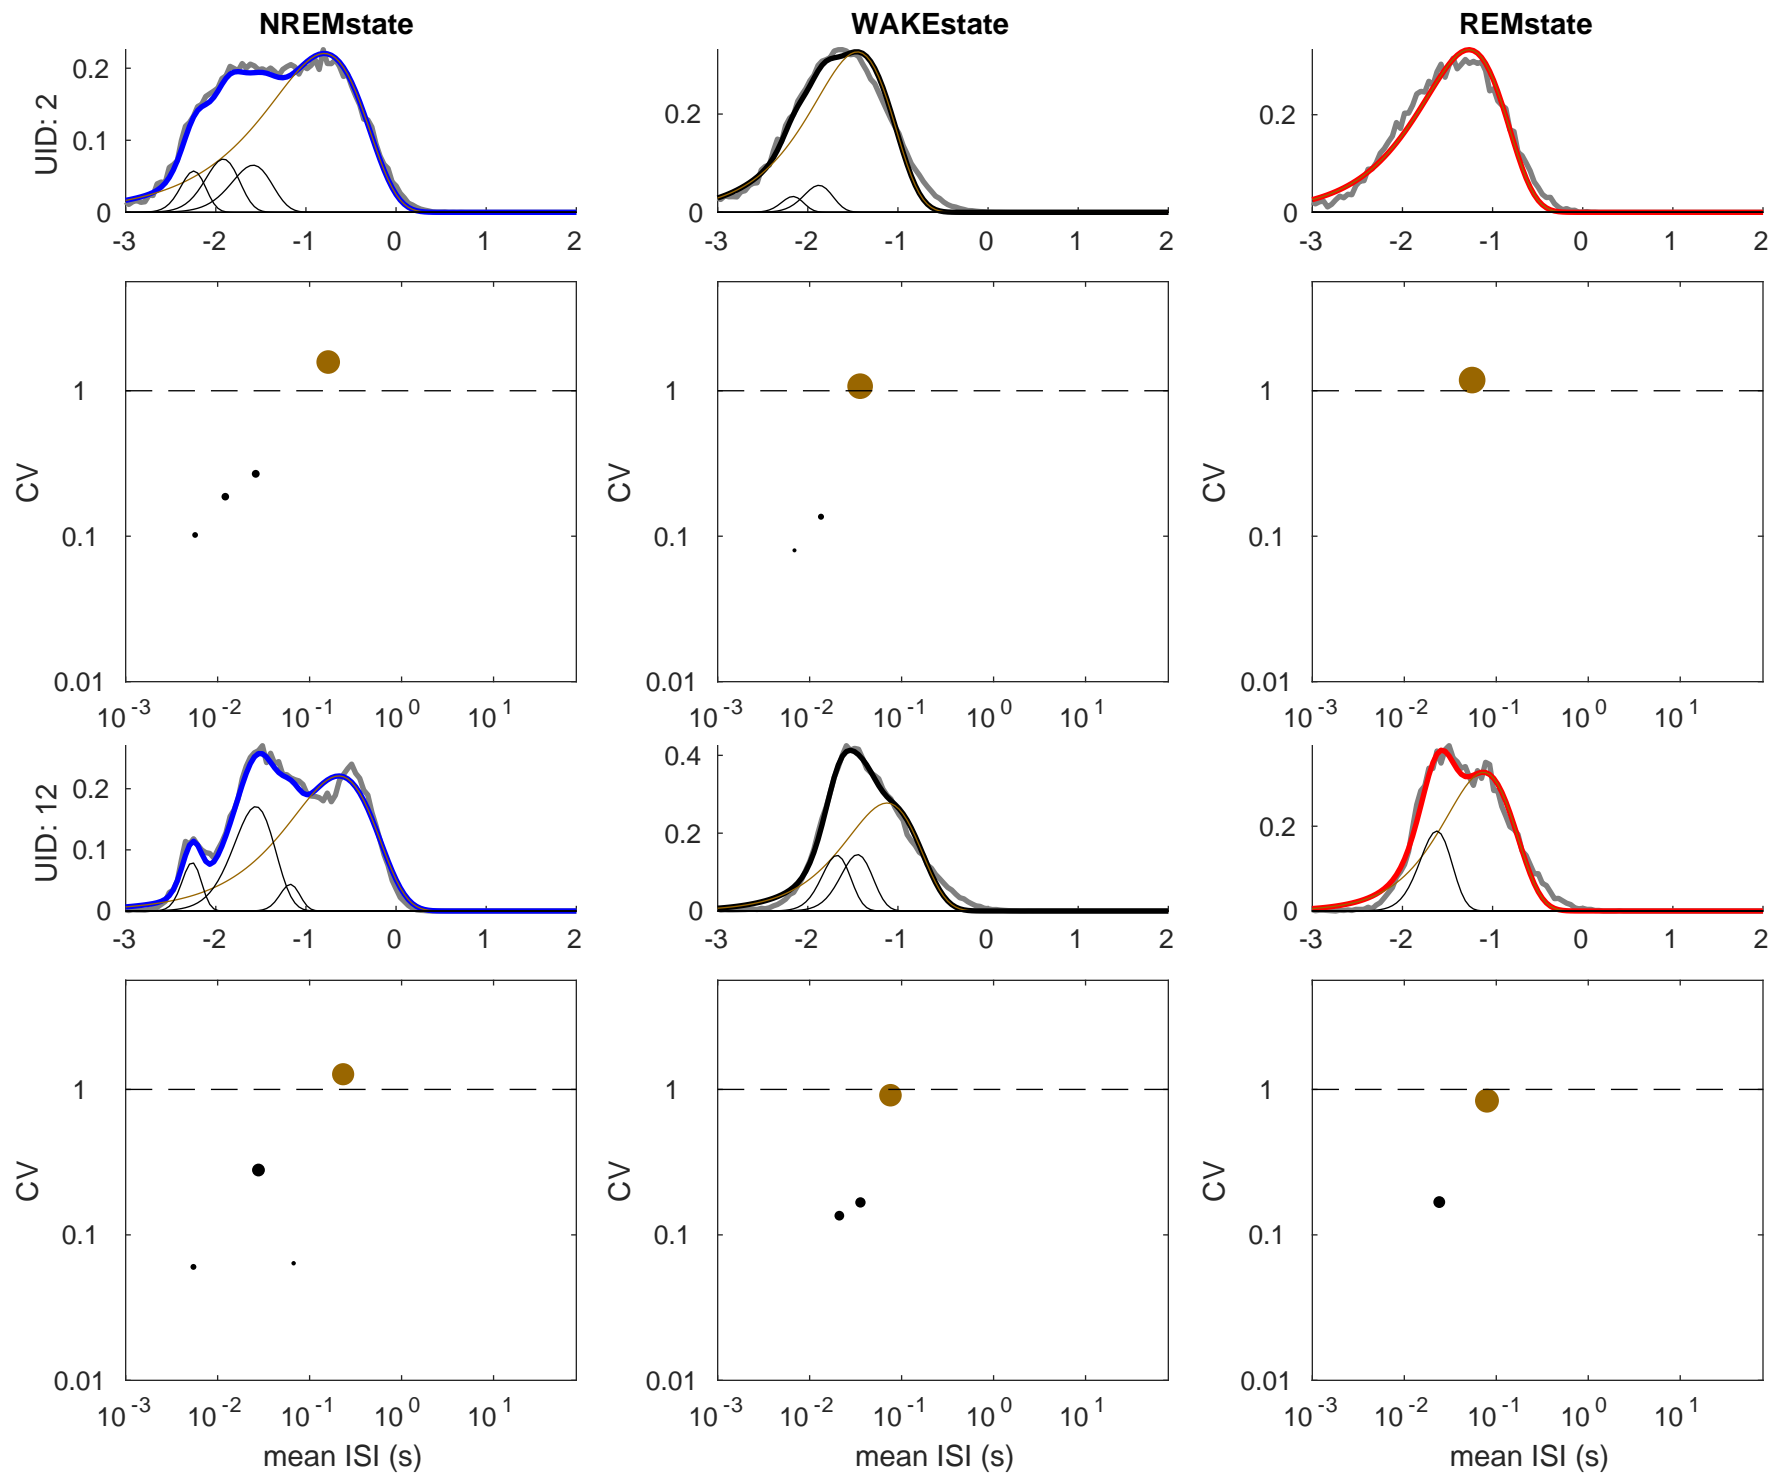 NREMstate WAKEstate REMstate
UID: 2
0.2 0.1 0
-3 -2 -1 0 1 2
0.2 0
-3 -2 -1 0 1 2
0.2 0
-3 -2 -1 0 1 2
CV
1 0.1 0.01
10^-3 10^-2 10^-1 10^0 10^1
CV
1 0.1 0.01
10^-3 10^-2 10^-1 10^0 10^1
CV
1 0.1 0.01
10^-3 10^-2 10^-1 10^0 10^1
UID: 12
0.2 0.1 0
-3 -2 -1 0 1 2
0.4 0.2 0
-3 -2 -1 0 1 2
0.2 0
-3 -2 -1 0 1 2
CV
1 0.1 0.01
10^-3 10^-2 10^-1 10^0 10^1
mean ISI (s)
CV
1 0.1 0.01
10^-3 10^-2 10^-1 10^0 10^1
mean ISI (s)
CV
1 0.1 0.01
10^-3 10^-2 10^-1 10^0 10^1
mean ISI (s)